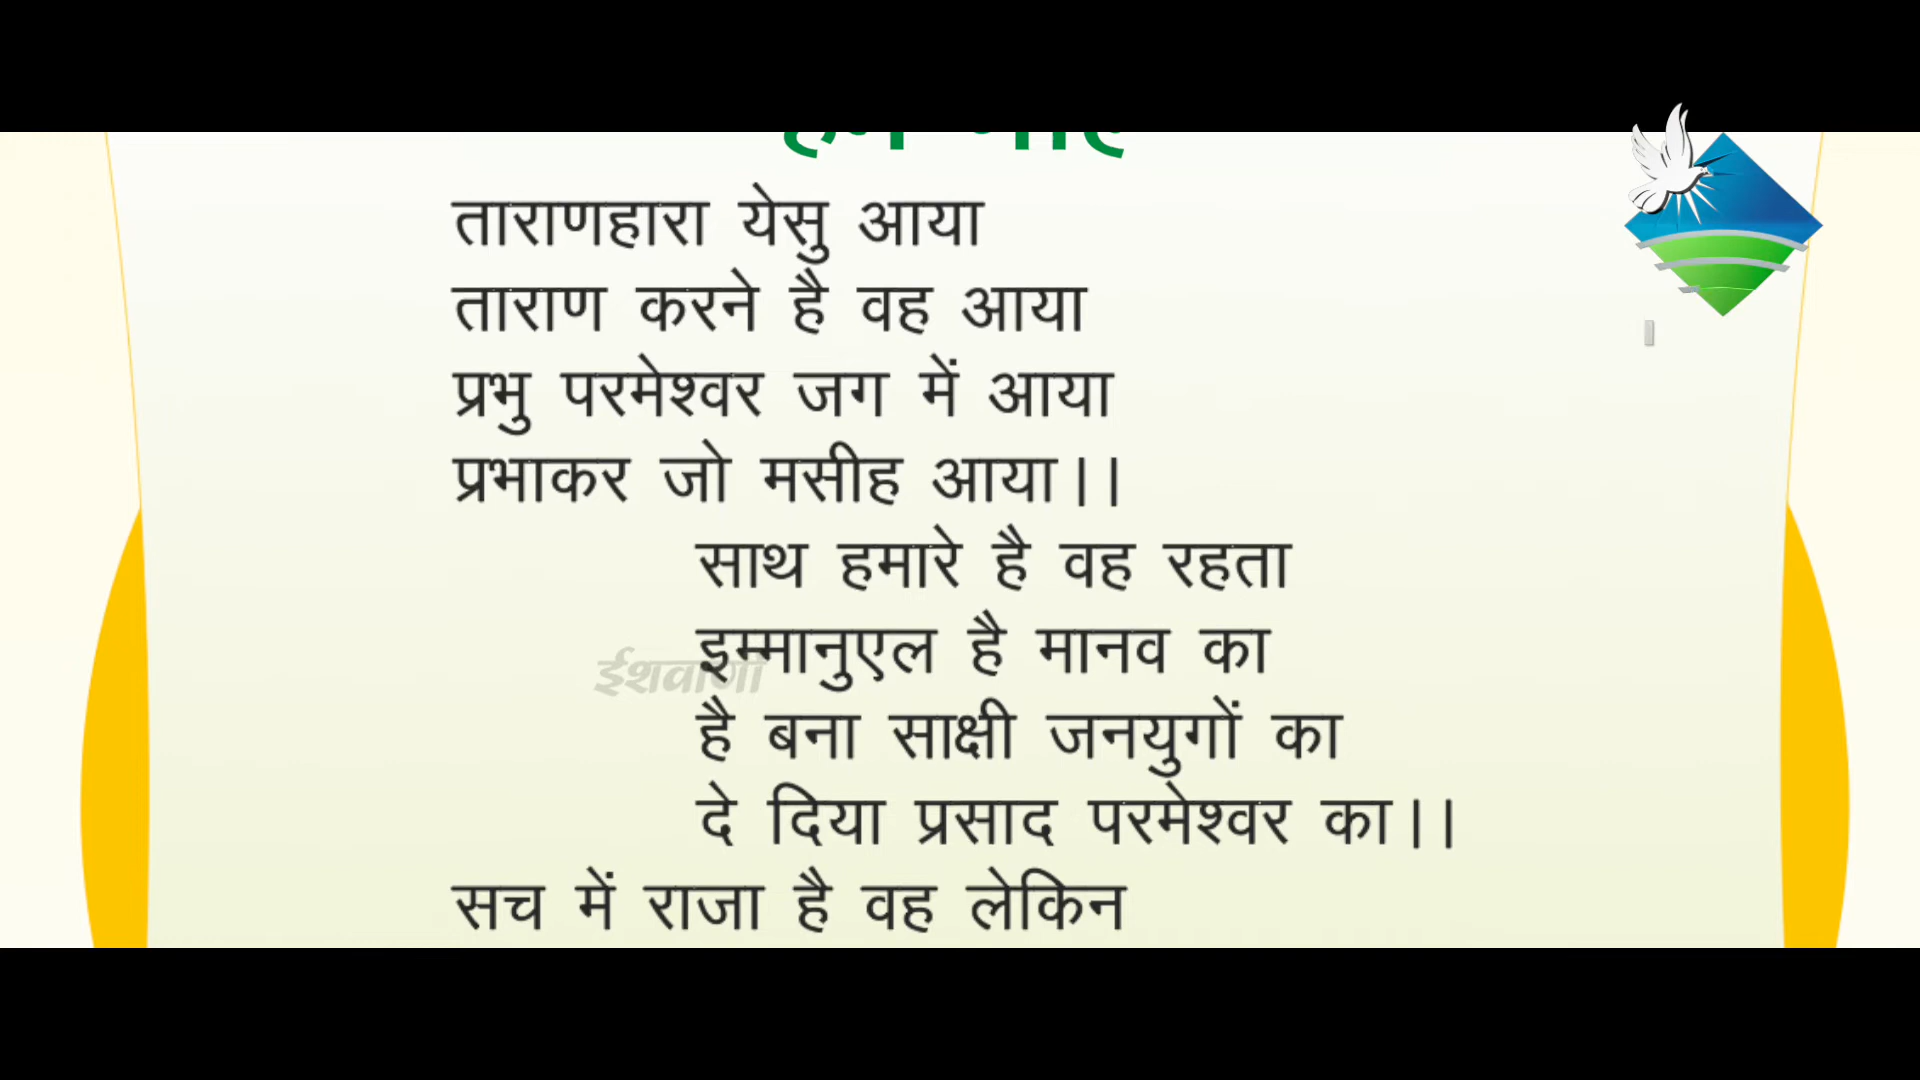 ताराणहारा येसु आया
ताराण करने है वह आया
प्रभु परमेश्वर जग में आया
प्रभाकर जो मसीह आया।।
साथ हमारे है वह रहता
इम्मानुएल है मानव का
ईशवाणी
है बना साक्षी जनयुगों का
दे दिया प्रसाद परमेश्वर का।।
सच में राजा है वह लेकिन